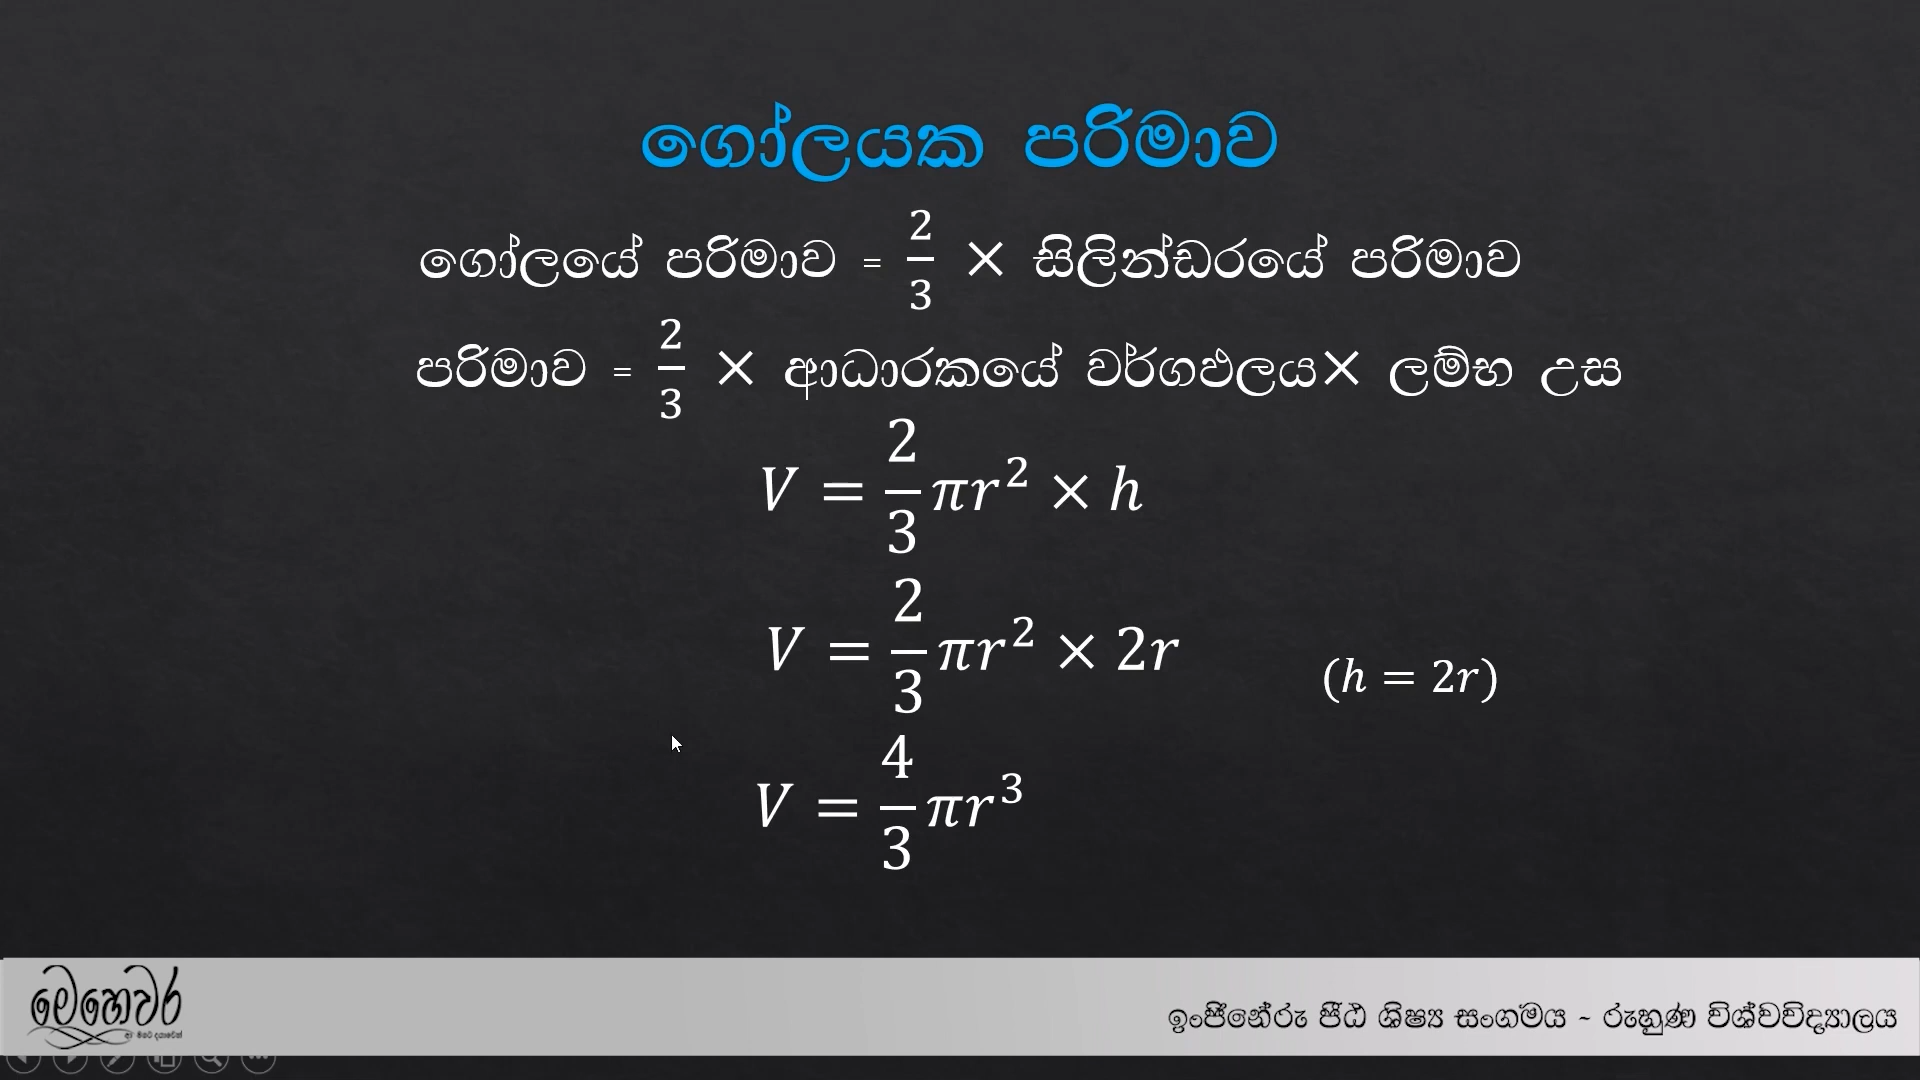 ගෝලයක පරිමාව
ගෝලයේ පරිමාව = 2/3 × සිලින්ඩරයේ පරිමාව
පරිමාව = 2/3 × ආධාරකයේ වර්ගඵලය× ලම්භ උස
V = 2/3 πr² × h
V = 2/3 πr² × 2r (h = 2r)
V = 4/3 πr³
මෙහෙවර
ඉංජිනේරු පීඨ ශිෂ්‍ය සංගමය ~ රුහුණ විශ්වවිද්‍යාලය